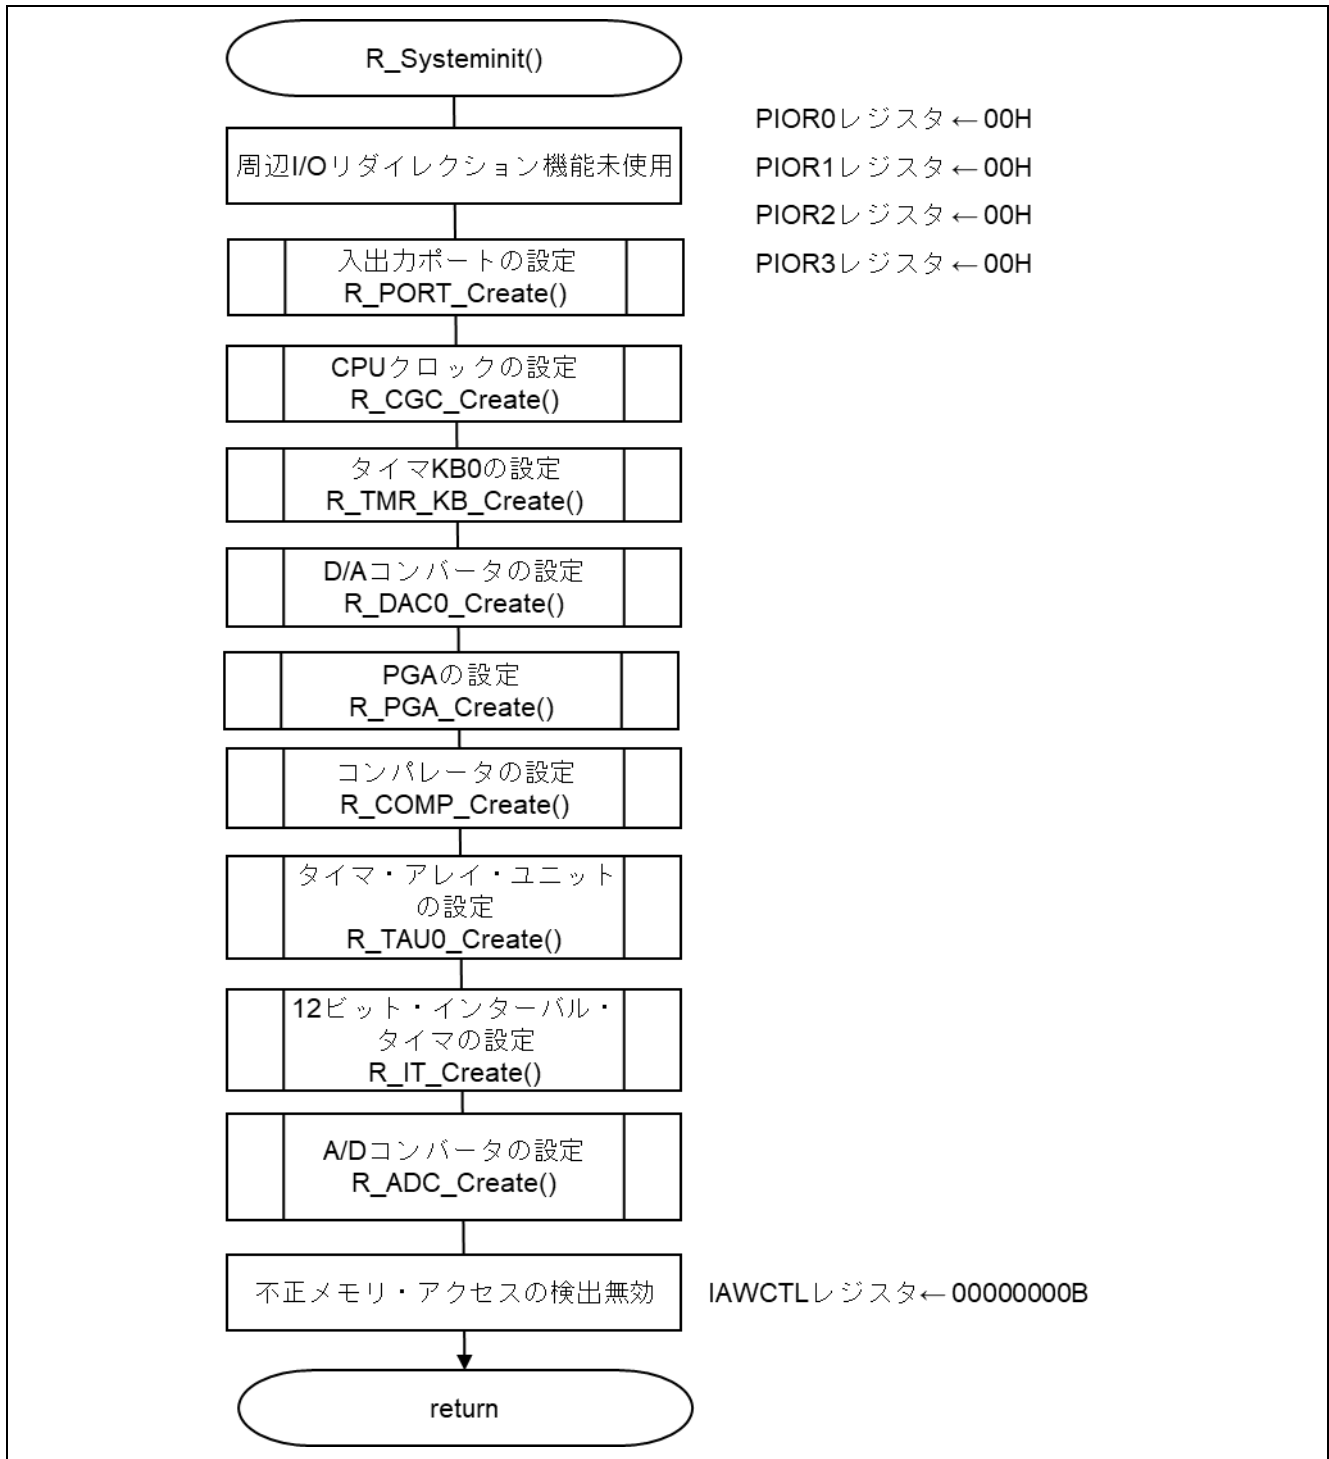 R_Systeminit()
周辺I/Oリダイレクション機能未使用
PIOR0レジスタ←00H
PIOR1レジスタ←00H
PIOR2レジスタ←00H
PIOR3レジスタ←00H
入出力ポートの設定
R_PORT_Create()
CPUクロックの設定
R_CGC_Create()
タイマKB0の設定
R_TMR_KB_Create()
D/Aコンバータの設定
R_DAC0_Create()
PGAの設定
R_PGA_Create()
コンパレータの設定
R_COMP_Create()
タイマ・アレイ・ユニット
の設定
R_TAU0_Create()
12ビット・インターバル・
タイマの設定
R_IT_Create()
A/Dコンバータの設定
R_ADC_Create()
不正メモリ・アクセスの検出無効
IAWCTLレジスタ←00000000B
return